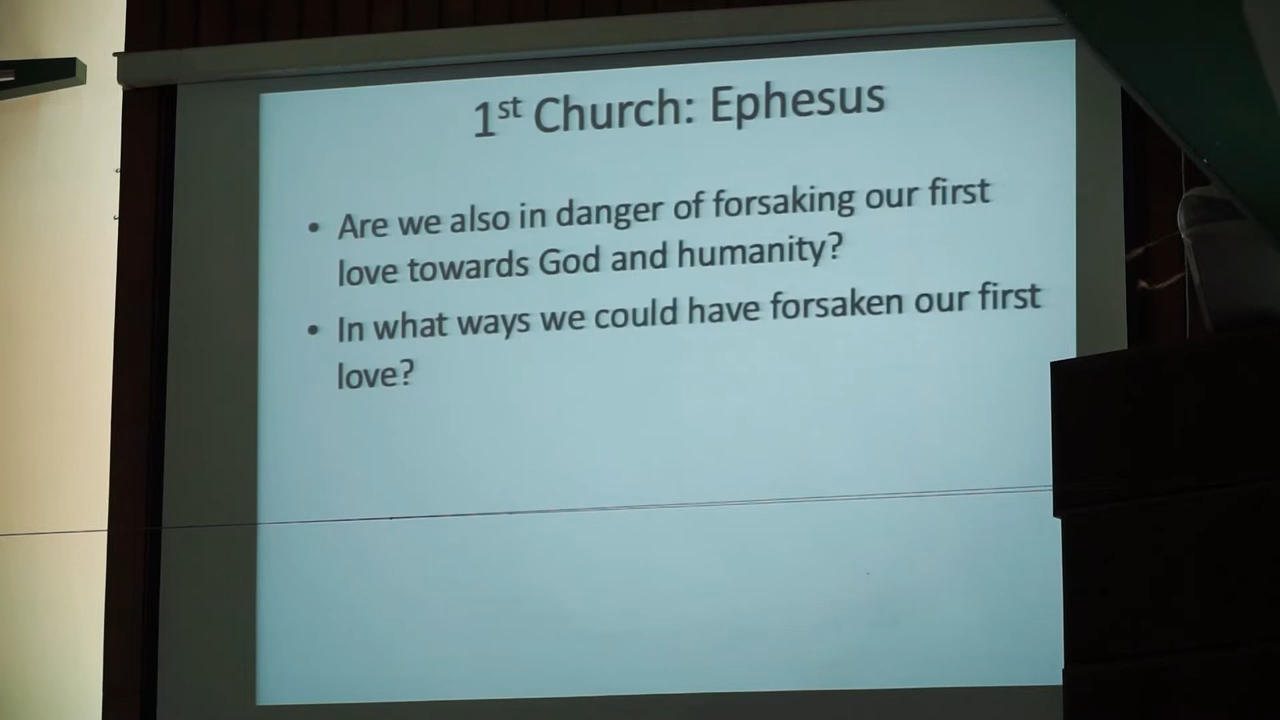 1st Church: Ephesus
• Are we also in danger of forsaking our first
love towards God and humanity?
• In what ways we could have forsaken our first
love?